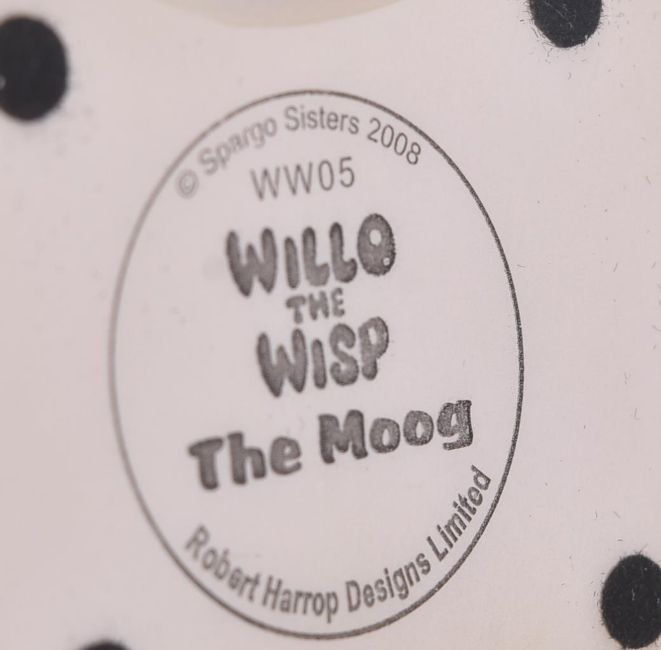 © Spargo Sisters 2008
WW05
WILLO
THE
WISP
The Moog
Robert Harrop Designs Limited